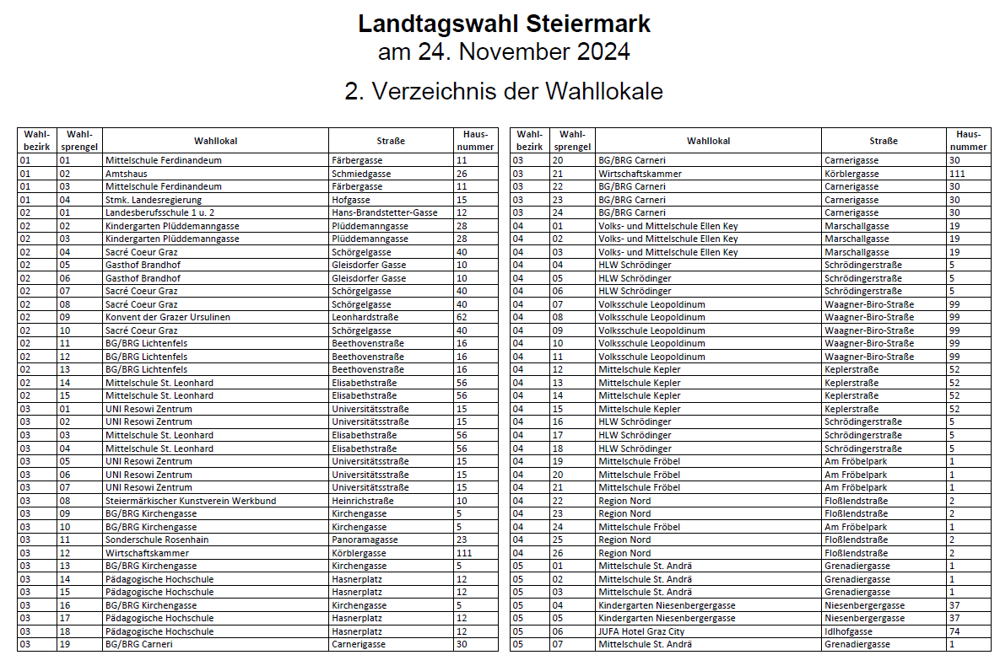 Landtagswahl Steiermark
am 24. November 2024
2. Verzeichnis der Wahllokale
Wahl-bezirk Wahl-sprengel Wahllokal Straße Haus-nummer
01 01 Mittelschule Ferdinandeum Färbergasse 11
01 02 Amtshaus Schmiedgasse 26
01 03 Mittelschule Ferdinandeum Färbergasse 11
01 04 Stmk. Landesregierung Hofgasse 15
02 01 Landesberufsschule 1 u. 2 Hans-Brandstetter-Gasse 12
02 02 Kindergarten Plüddemanngasse Plüddemanngasse 28
02 03 Kindergarten Plüddemanngasse Plüddemanngasse 28
02 04 Sacré Coeur Graz Schörgelgasse 40
02 05 Gasthof Brandhof Gleisdorfer Gasse 10
02 06 Gasthof Brandhof Gleisdorfer Gasse 10
02 07 Sacré Coeur Graz Schörgelgasse 40
02 08 Sacré Coeur Graz Schörgelgasse 40
02 09 Konvent der Grazer Ursulinen Leonhardstraße 62
02 10 Sacré Coeur Graz Schörgelgasse 40
02 11 BG/BRG Lichtenfels Beethovenstraße 16
02 12 BG/BRG Lichtenfels Beethovenstraße 16
02 13 BG/BRG Lichtenfels Beethovenstraße 16
02 14 Mittelschule St. Leonhard Elisabethstraße 56
02 15 Mittelschule St. Leonhard Elisabethstraße 56
03 01 UNI Resowi Zentrum Universitätsstraße 15
03 02 UNI Resowi Zentrum Universitätsstraße 15
03 03 Mittelschule St. Leonhard Elisabethstraße 56
03 04 Mittelschule St. Leonhard Elisabethstraße 56
03 05 UNI Resowi Zentrum Universitätsstraße 15
03 06 UNI Resowi Zentrum Universitätsstraße 15
03 07 UNI Resowi Zentrum Universitätsstraße 15
03 08 Steiermärkischer Kunstverein Werkbund Heinrichstraße 10
03 09 BG/BRG Kirchengasse Kirchengasse 5
03 10 BG/BRG Kirchengasse Kirchengasse 5
03 11 Sonderschule Rosenhain Panoramagasse 23
03 12 Wirtschaftskammer Körblergasse 111
03 13 BG/BRG Kirchengasse Kirchengasse 5
03 14 Pädagogische Hochschule Hasnerplatz 12
03 15 Pädagogische Hochschule Hasnerplatz 12
03 16 BG/BRG Kirchengasse Kirchengasse 5
03 17 Pädagogische Hochschule Hasnerplatz 12
03 18 Pädagogische Hochschule Hasnerplatz 12
03 19 BG/BRG Carneri Carnerigasse 30
Wahl-bezirk Wahl-sprengel Wahllokal Straße Haus-nummer
03 20 BG/BRG Carneri Carnerigasse 30
03 21 Wirtschaftskammer Körblergasse 111
03 22 BG/BRG Carneri Carnerigasse 30
03 23 BG/BRG Carneri Carnerigasse 30
03 24 BG/BRG Carneri Carnerigasse 30
04 01 Volks- und Mittelschule Ellen Key Marschallgasse 19
04 02 Volks- und Mittelschule Ellen Key Marschallgasse 19
04 03 Volks- und Mittelschule Ellen Key Marschallgasse 19
04 04 HLW Schrödinger Schrödingerstraße 5
04 05 HLW Schrödinger Schrödingerstraße 5
04 06 HLW Schrödinger Schrödingerstraße 5
04 07 Volksschule Leopoldinum Waagner-Biro-Straße 99
04 08 Volksschule Leopoldinum Waagner-Biro-Straße 99
04 09 Volksschule Leopoldinum Waagner-Biro-Straße 99
04 10 Volksschule Leopoldinum Waagner-Biro-Straße 99
04 11 Volksschule Leopoldinum Waagner-Biro-Straße 99
04 12 Mittelschule Kepler Keplerstraße 52
04 13 Mittelschule Kepler Keplerstraße 52
04 14 Mittelschule Kepler Keplerstraße 52
04 15 Mittelschule Kepler Keplerstraße 52
04 16 HLW Schrödinger Schrödingerstraße 5
04 17 HLW Schrödinger Schrödingerstraße 5
04 18 HLW Schrödinger Schrödingerstraße 5
04 19 Mittelschule Fröbel Am Fröbelpark 1
04 20 Mittelschule Fröbel Am Fröbelpark 1
04 21 Mittelschule Fröbel Am Fröbelpark 1
04 22 Region Nord Floßlendstraße 2
04 23 Region Nord Floßlendstraße 2
04 24 Mittelschule Fröbel Am Fröbelpark 1
04 25 Region Nord Floßlendstraße 2
04 26 Region Nord Floßlendstraße 2
05 01 Mittelschule St. Andrä Grenadiergasse 1
05 02 Mittelschule St. Andrä Grenadiergasse 1
05 03 Mittelschule St. Andrä Grenadiergasse 1
05 04 Kindergarten Niesenbergergasse Niesenbergergasse 37
05 05 Kindergarten Niesenbergergasse Niesenbergergasse 37
05 06 JUFA Hotel Graz City Idlhofgasse 74
05 07 Mittelschule St. Andrä Grenadiergasse 1